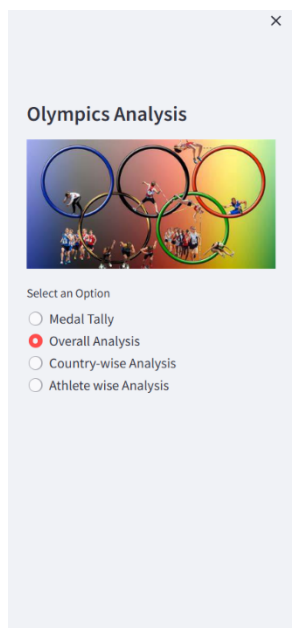 Olympics Analysis
Select an Option
Medal Tally
Overall Analysis
Country-wise Analysis
Athlete wise Analysis